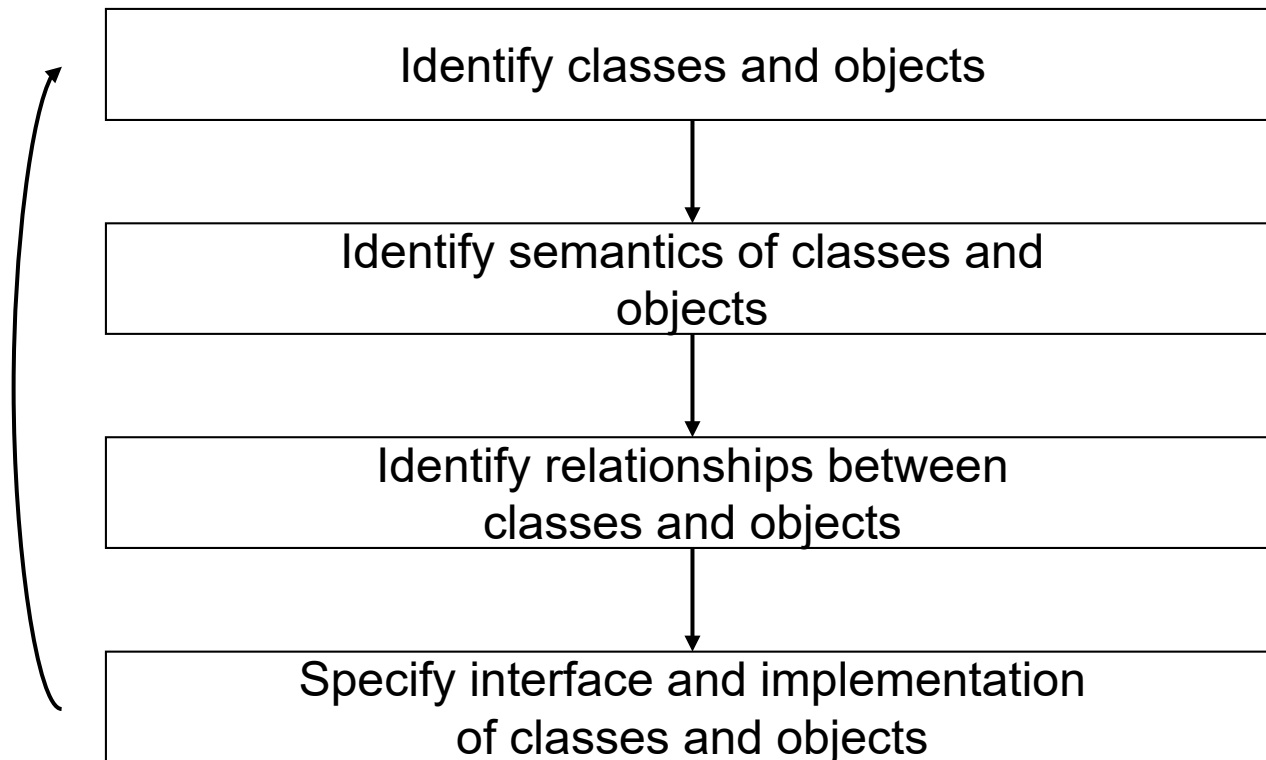 Identify classes and objects
Identify semantics of classes and
objects
Identify relationships between
classes and objects
Specify interface and implementation
of classes and objects